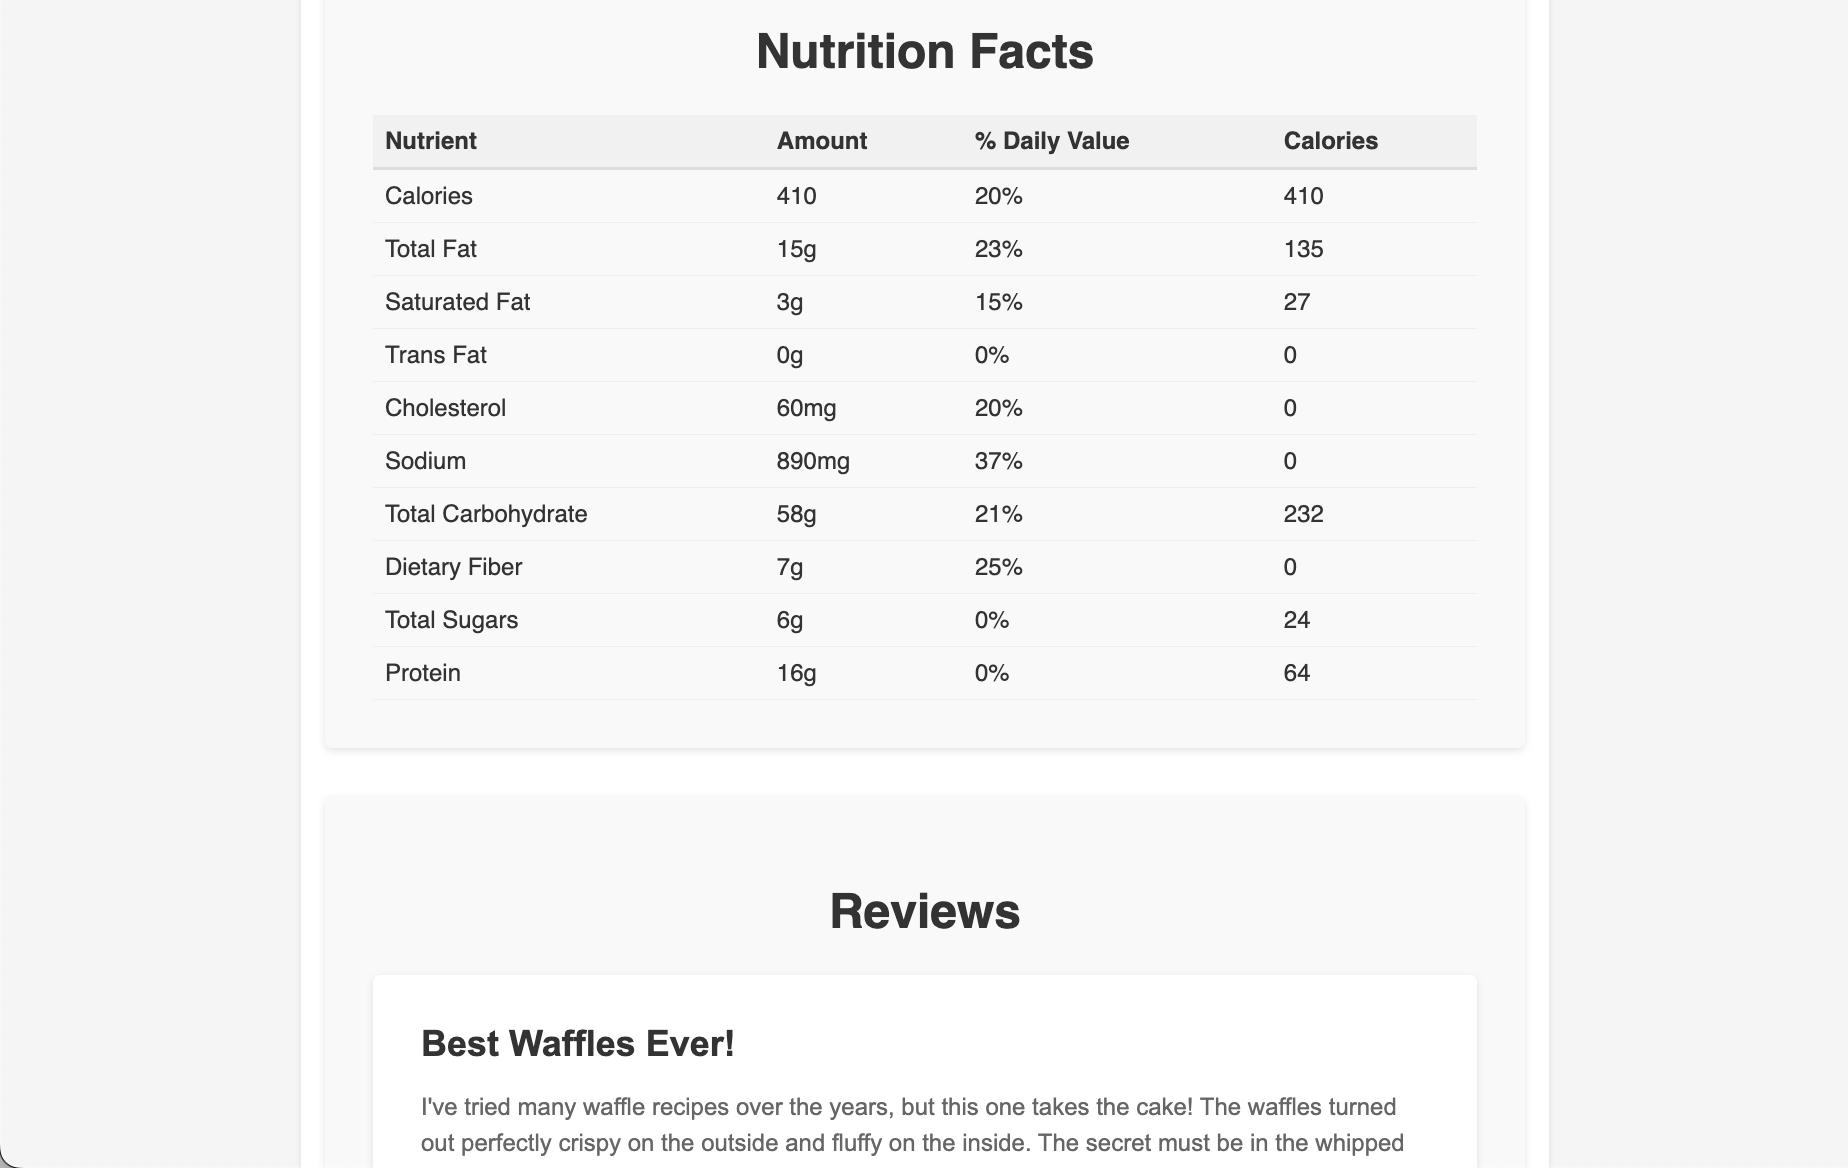 Nutrition Facts
Nutrient Amount % Daily Value Calories
Calories 410 20% 410
Total Fat 15g 23% 135
Saturated Fat 3g 15% 27
Trans Fat 0g 0% 0
Cholesterol 60mg 20% 0
Sodium 890mg 37% 0
Total Carbohydrate 58g 21% 232
Dietary Fiber 7g 25% 0
Total Sugars 6g 0% 24
Protein 16g 0% 64
Reviews
Best Waffles Ever!
I've tried many waffle recipes over the years, but this one takes the cake! The waffles turned
out perfectly crispy on the outside and fluffy on the inside. The secret must be in the whipped